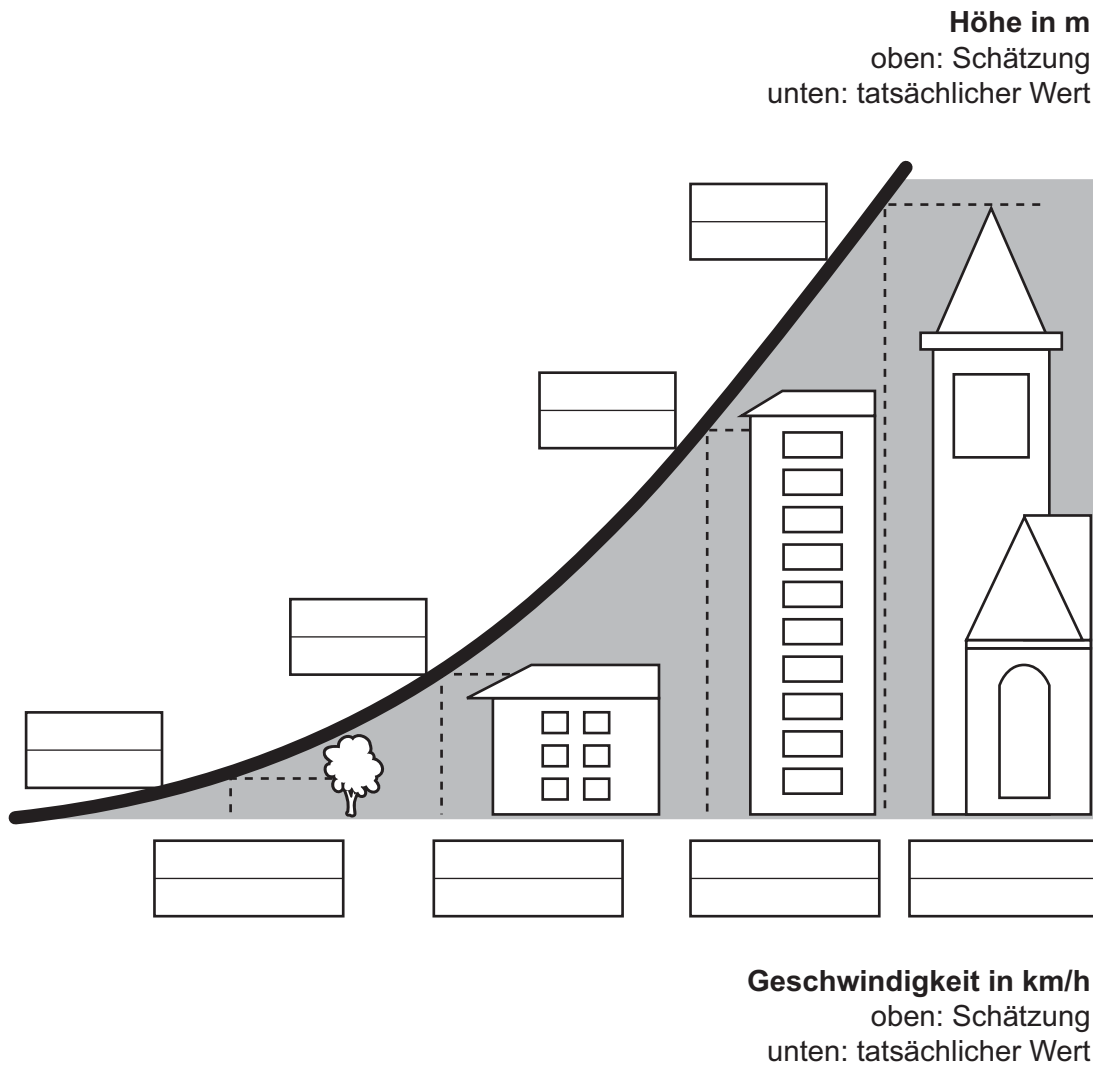 Höhe in m
oben: Schätzung
unten: tatsächlicher Wert
Geschwindigkeit in km/h
oben: Schätzung
unten: tatsächlicher Wert